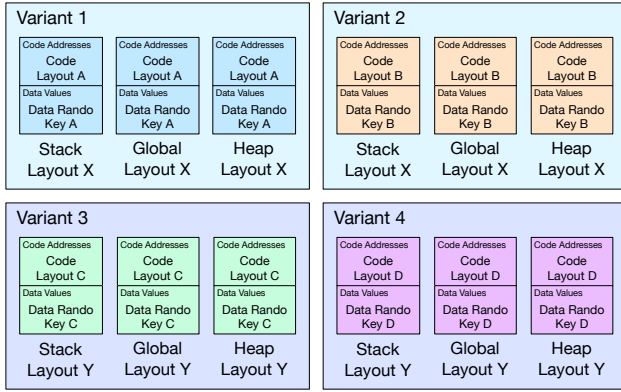 Variant 1
Code Addresses
Code
Layout A
Data Values
Data Rando
Key A
Stack
Layout X
Code Addresses
Code
Layout A
Data Values
Data Rando
Key A
Global
Layout X
Code Addresses
Code
Layout A
Data Values
Data Rando
Key A
Heap
Layout X
Variant 2
Code Addresses
Code
Layout B
Data Values
Data Rando
Key B
Stack
Layout X
Code Addresses
Code
Layout B
Data Values
Data Rando
Key B
Global
Layout X
Code Addresses
Code
Layout B
Data Values
Data Rando
Key B
Heap
Layout X
Variant 3
Code Addresses
Code
Layout C
Data Values
Data Rando
Key C
Stack
Layout Y
Code Addresses
Code
Layout C
Data Values
Data Rando
Key C
Global
Layout Y
Code Addresses
Code
Layout C
Data Values
Data Rando
Key C
Heap
Layout Y
Variant 4
Code Addresses
Code
Layout D
Data Values
Data Rando
Key D
Stack
Layout Y
Code Addresses
Code
Layout D
Data Values
Data Rando
Key D
Global
Layout Y
Code Addresses
Code
Layout D
Data Values
Data Rando
Key D
Heap
Layout Y